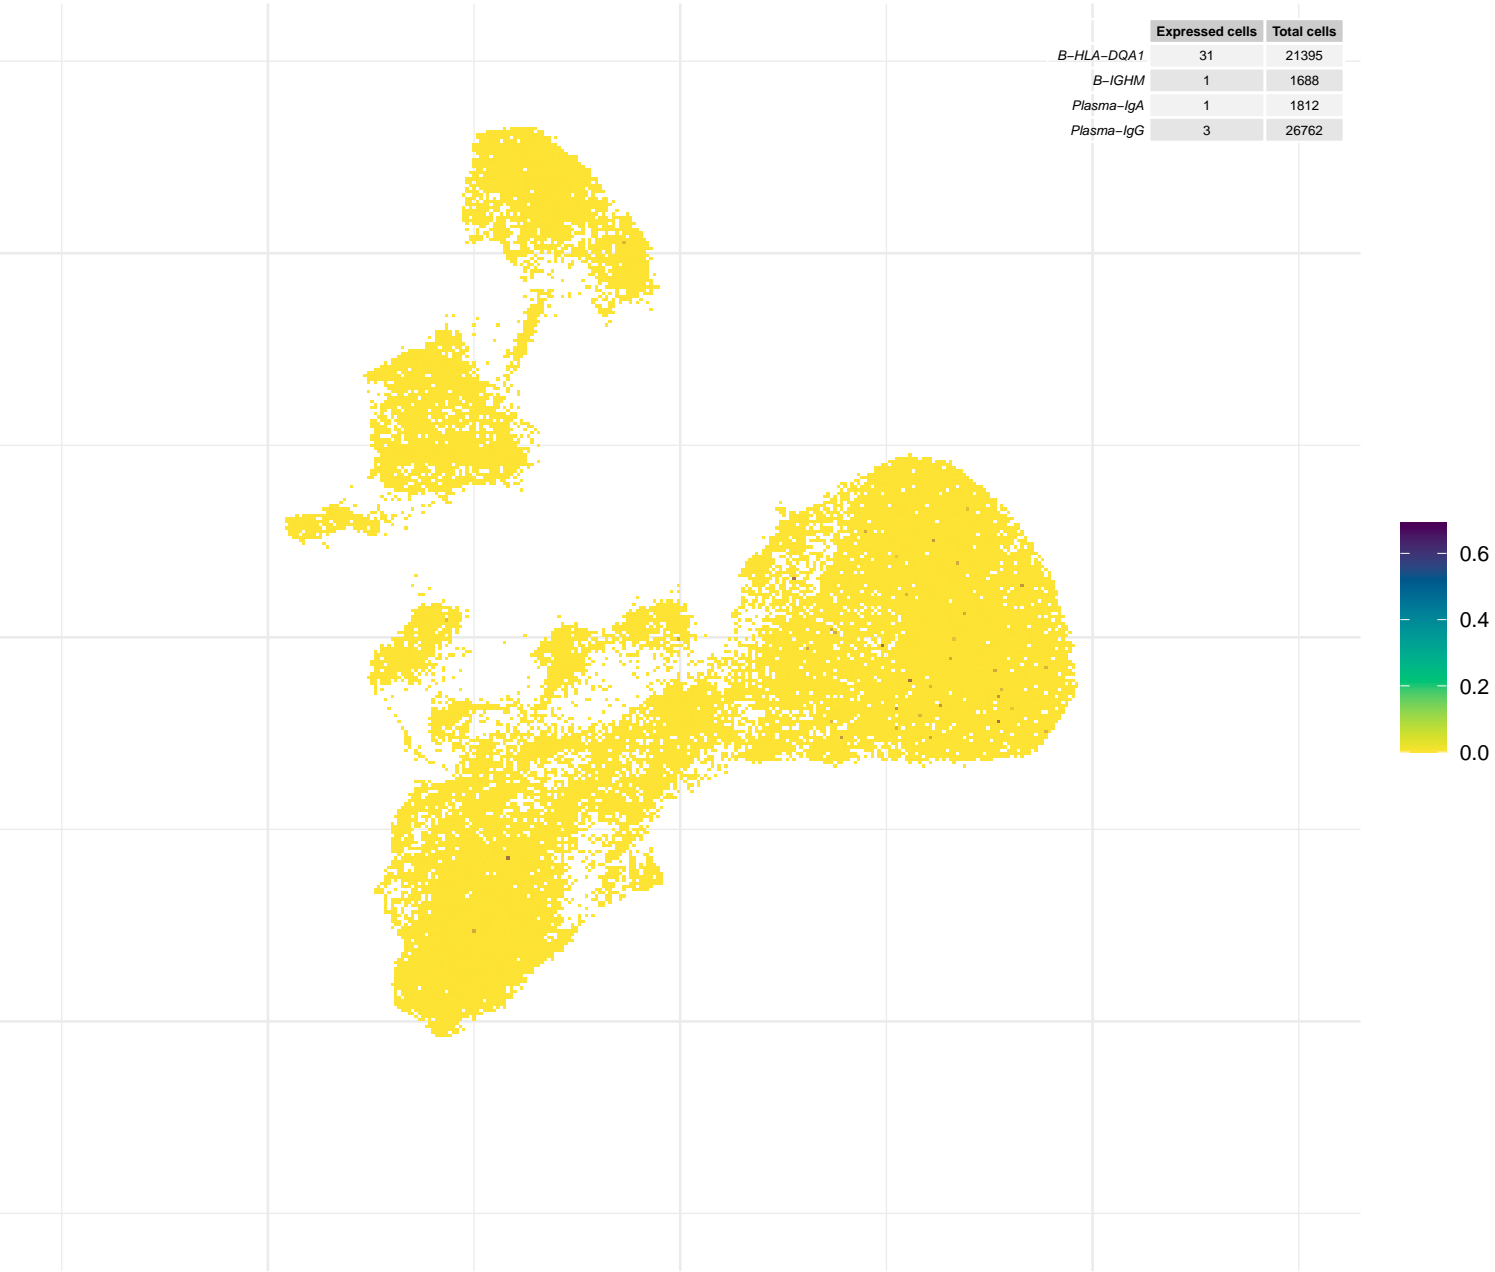 Expressed cells Total cells
B−HLA−DQA1 31 21395
B−IGHM 1 1688
Plasma−IgA 1 1812
Plasma−IgG 3 26762
0.6
0.4
0.2
0.0